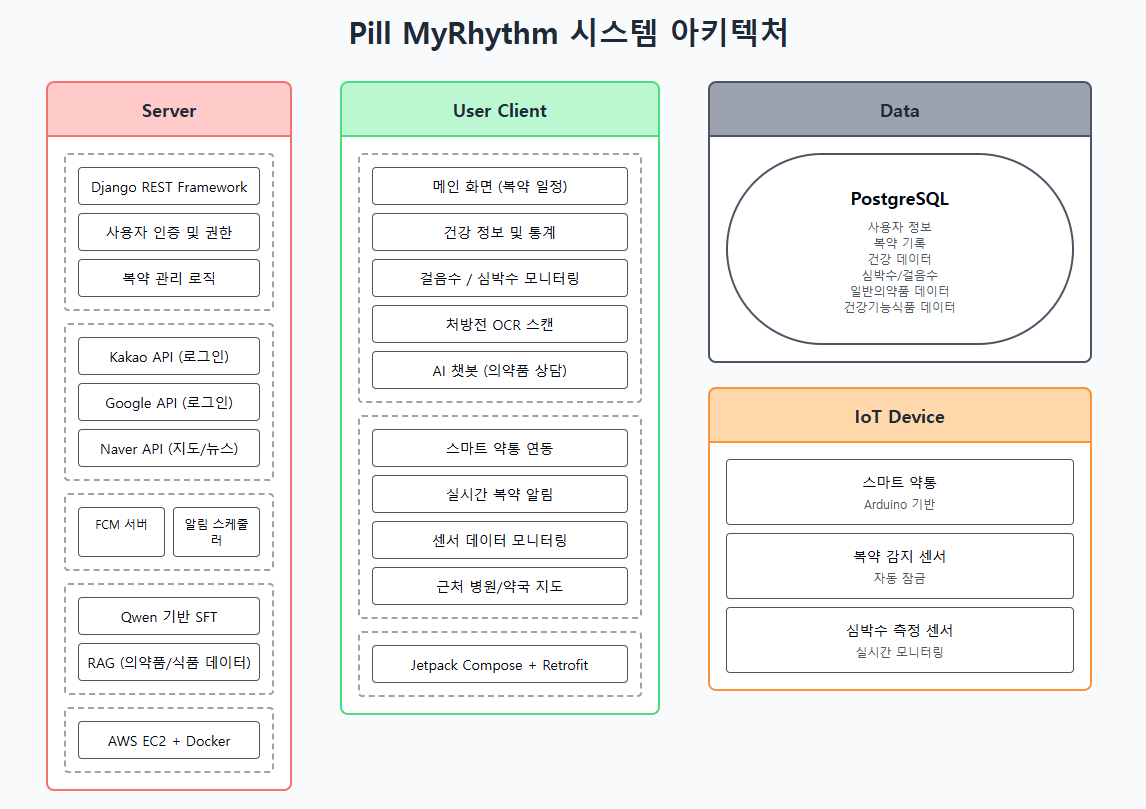 Pill MyRhythm 시스템 아키텍처
Server
Django REST Framework
사용자 인증 및 권한
복약 관리 로직
Kakao API (로그인)
Google API (로그인)
Naver API (지도/뉴스)
FCM 서버
알림 스케줄
러
Qwen 기반 SFT
RAG (의약품/식품 데이터)
AWS EC2 + Docker
User Client
메인 화면 (복약 일정)
건강 정보 및 통계
걸음수 / 심박수 모니터링
처방전 OCR 스캔
AI 챗봇 (의약품 상담)
스마트 약통 연동
실시간 복약 알림
센서 데이터 모니터링
근처 병원/약국 지도
Jetpack Compose + Retrofit
Data
PostgreSQL
사용자 정보
복약 기록
건강 데이터
심박수/걸음수
일반의약품 데이터
건강기능식품 데이터
IoT Device
스마트 약통
Arduino 기반
복약 감지 센서
자동 잠금
심박수 측정 센서
실시간 모니터링